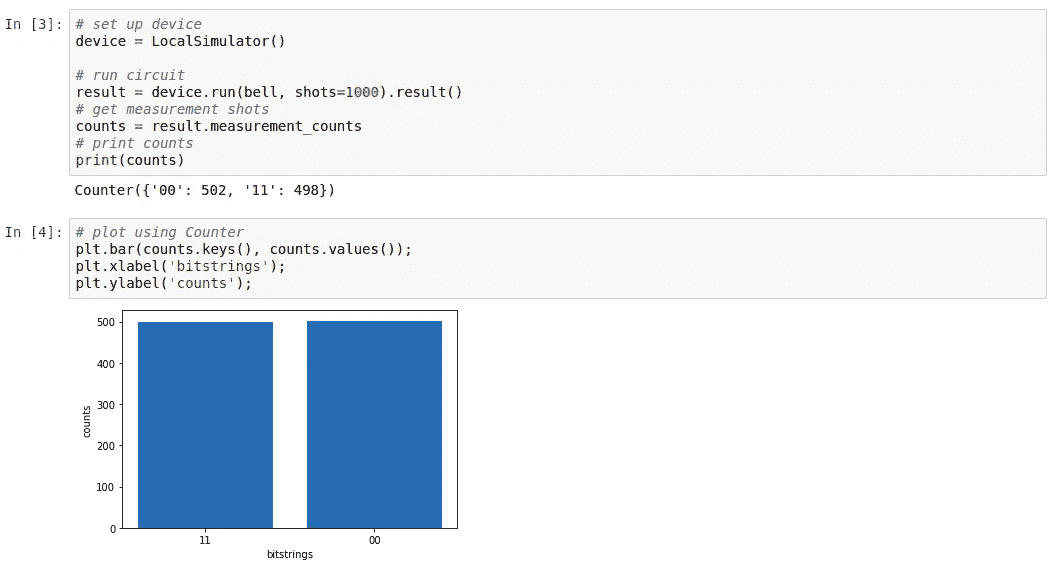 In [3]:
# set up device
device = LocalSimulator()
# run circuit
result = device.run(bell, shots=1000).result()
# get measurement shots
counts = result.measurement_counts
# print counts
print(counts)
Counter({'00': 502, '11': 498})
In [4]:
# plot using Counter
plt.bar(counts.keys(), counts.values());
plt.xlabel('bitstrings');
plt.ylabel('counts');
500
400
300
200
100
0
counts
11 00
bitstrings